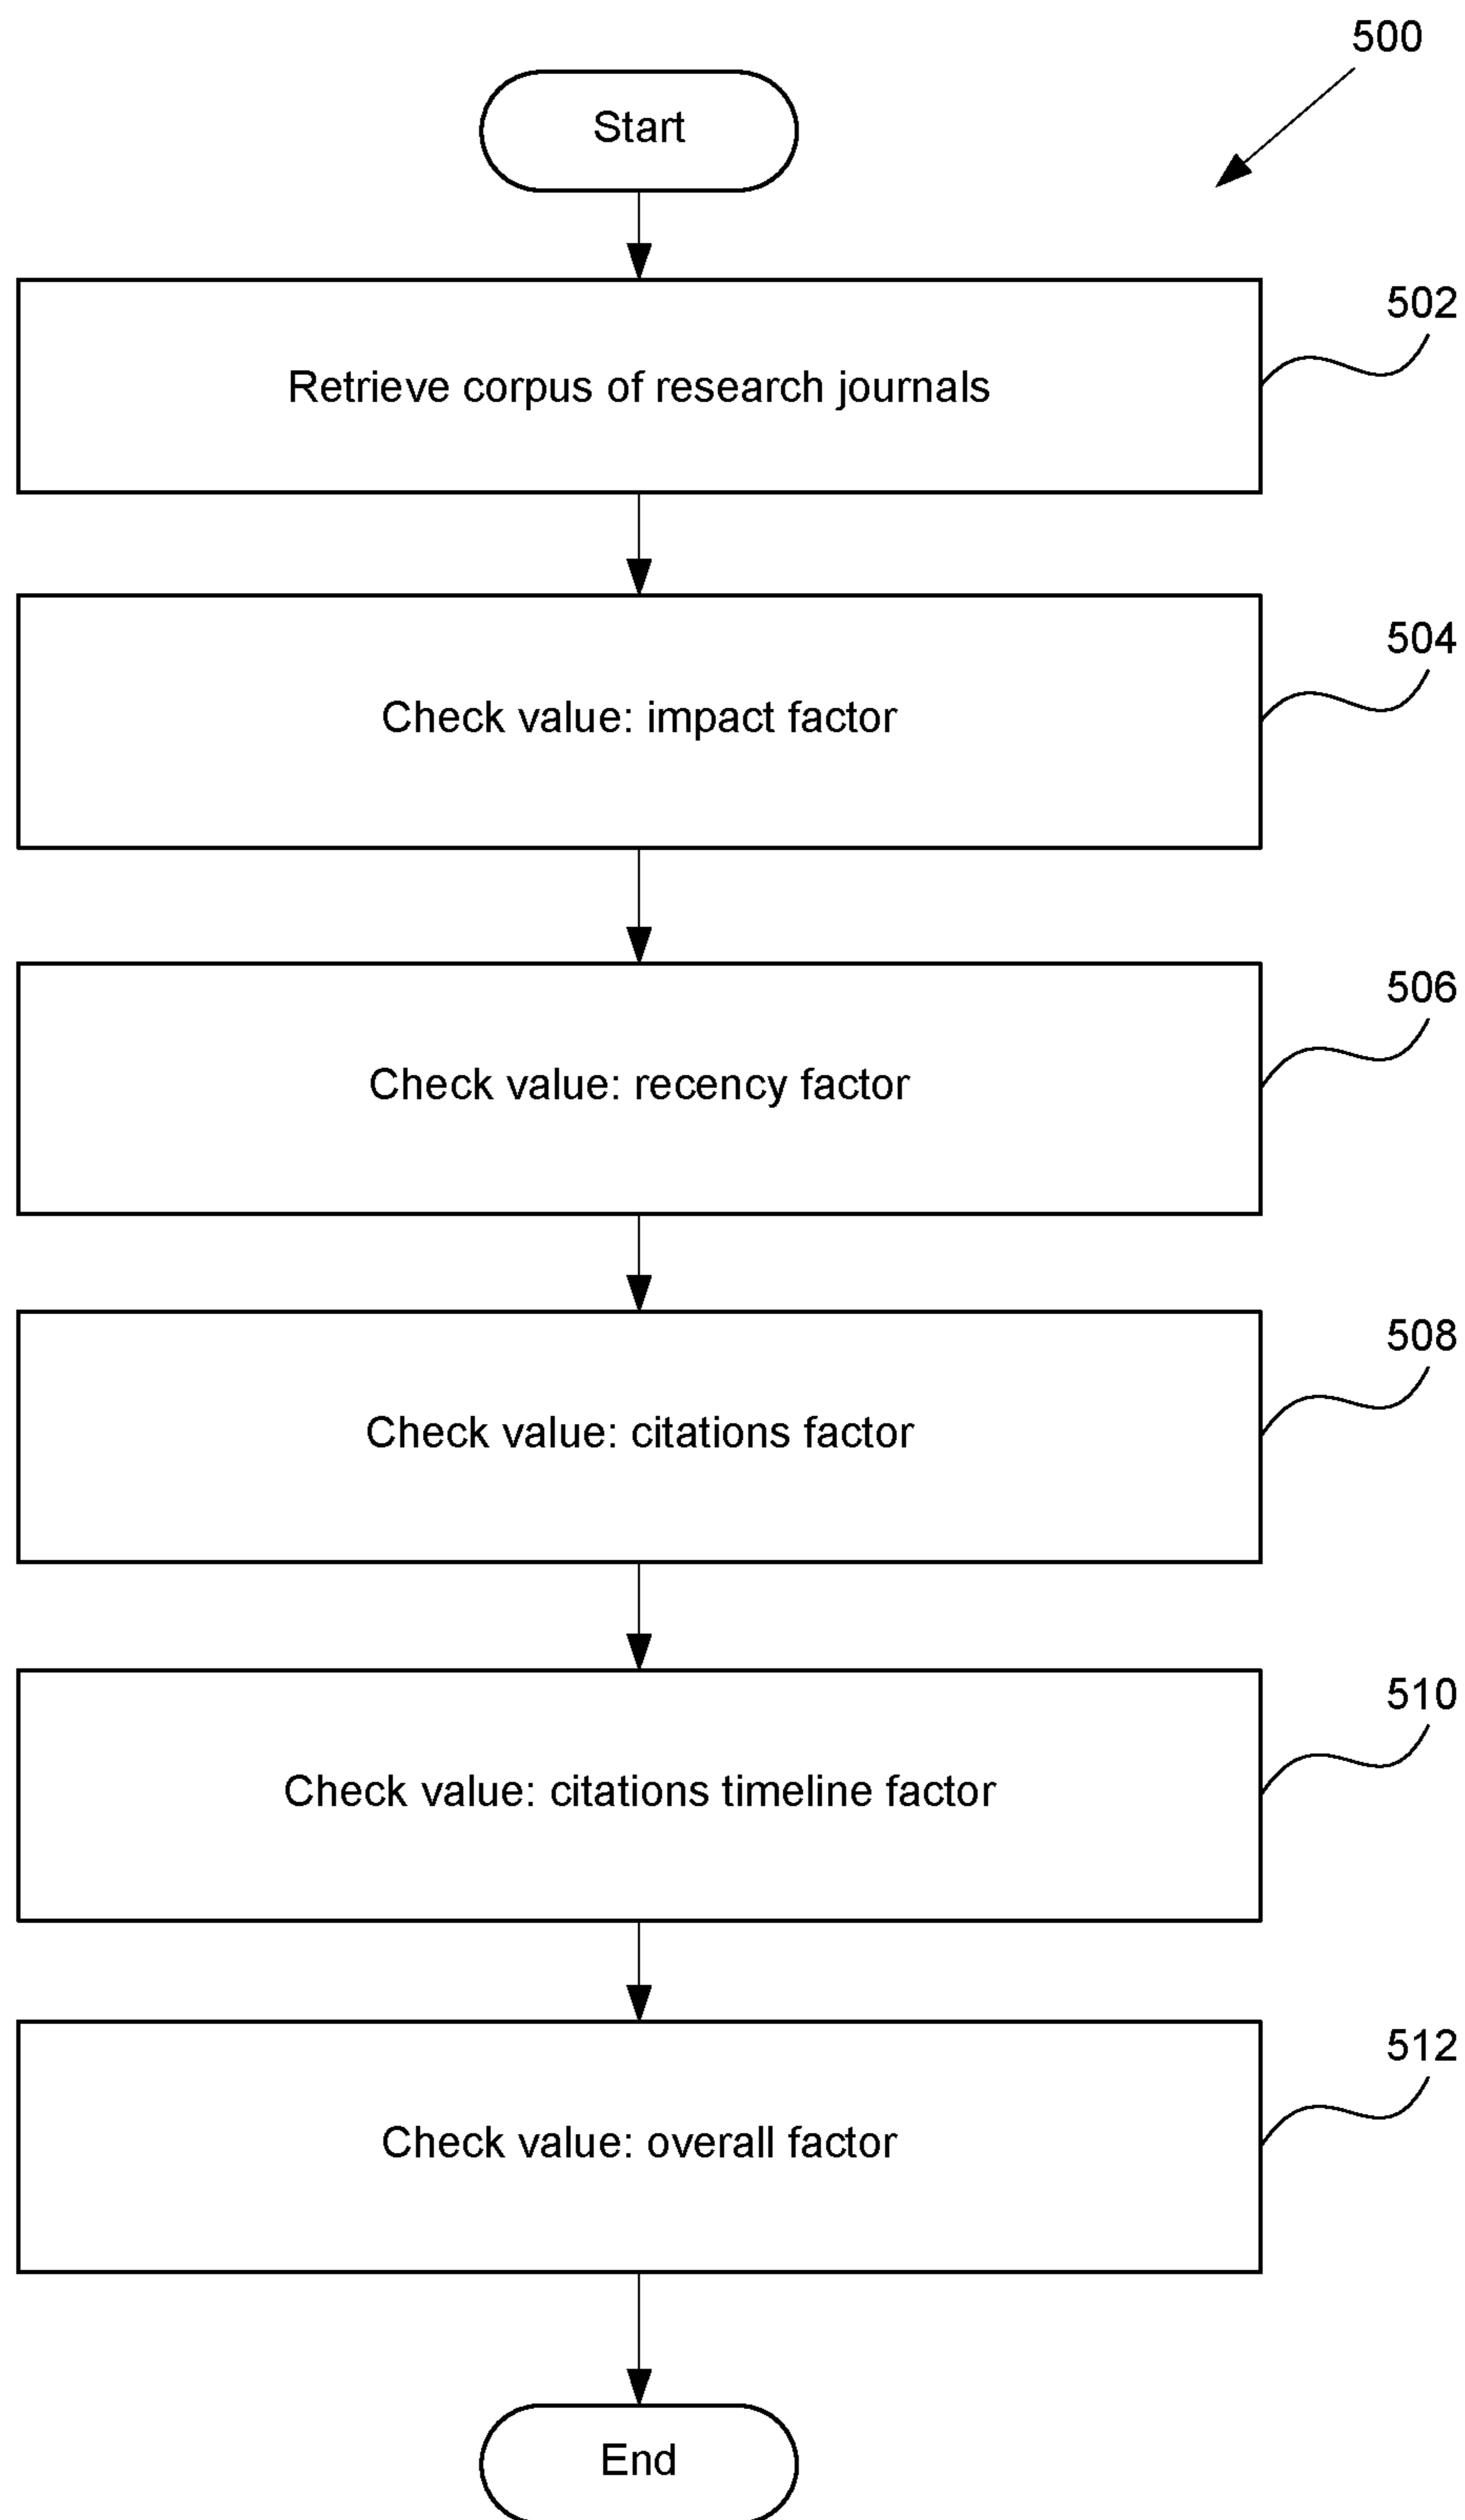 500
Start
502
Retrieve corpus of research journals
504
Check value: impact factor
506
Check value: recency factor
508
Check value: citations factor
510
Check value: citations timeline factor
512
Check value: overall factor
End